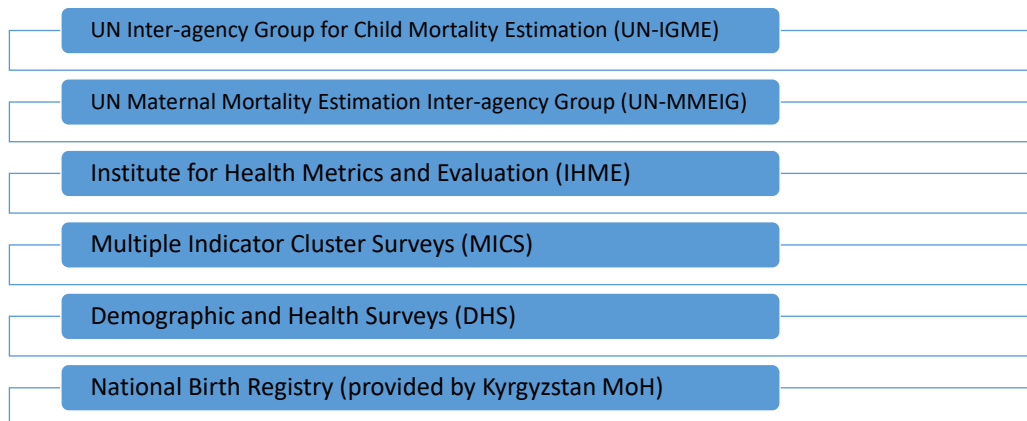 UN Inter-agency Group for Child Mortality Estimation (UN-IGME)
UN Maternal Mortality Estimation Inter-agency Group (UN-MMEIG)
Institute for Health Metrics and Evaluation (IHME)
Multiple Indicator Cluster Surveys (MICS)
Demographic and Health Surveys (DHS)
National Birth Registry (provided by Kyrgyzstan MoH)